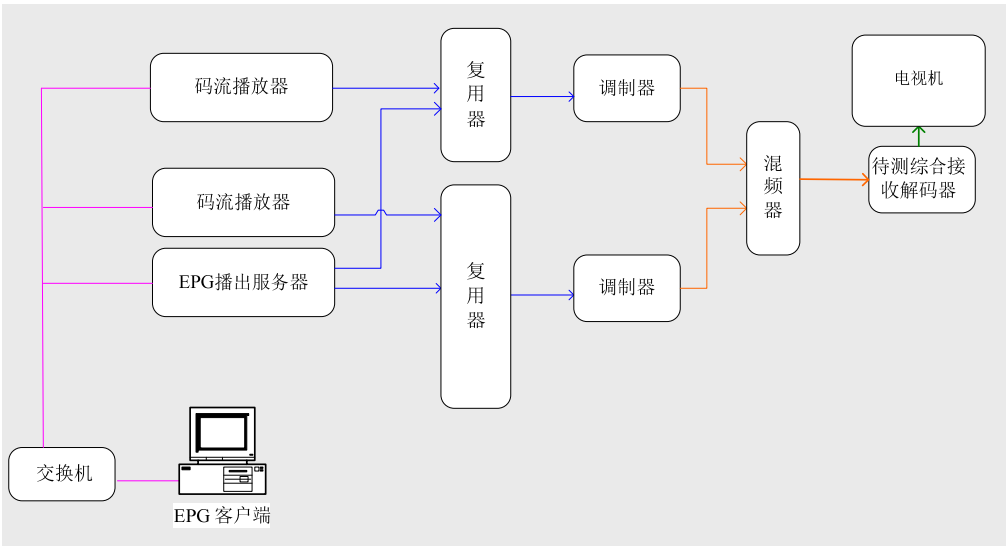 码流播放器
复
用
器
调制器
电视机
混
频
器
待测综合接
收解码器
码流播放器
EPG播出服务器
复
用
器
调制器
交换机
EPG 客户端